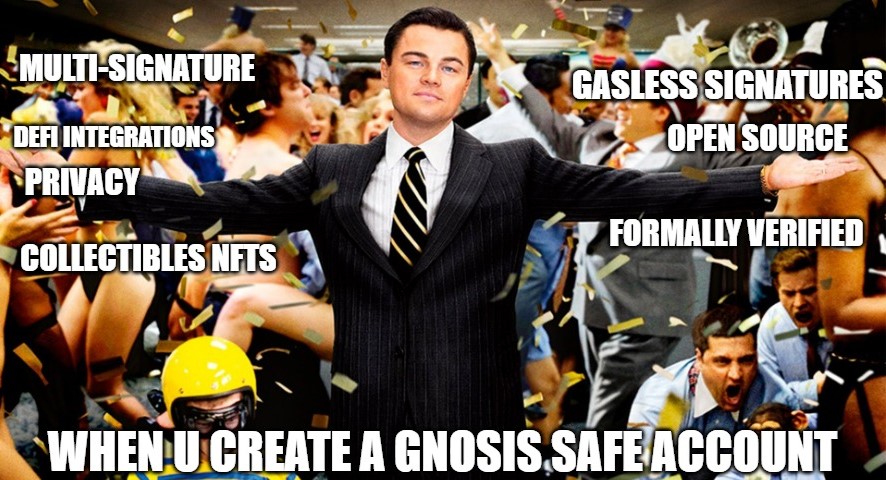 MULTI-SIGNATURE
DEFI INTEGRATIONS
PRIVACY
COLLECTIBLES NFTS
GASLESS SIGNATURES
OPEN SOURCE
FORMALLY VERIFIED
WHEN U CREATE A GNOSIS SAFE ACCOUNT